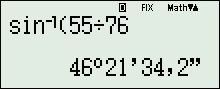 D FIX Math▼▲
sin⁻¹(55÷76
46°21'34,2"